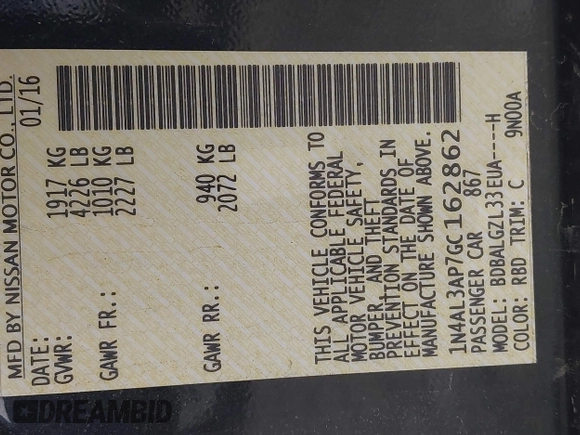 MFD BY NISSAN MOTOR CO., LTD.
DATE: 01/16
GVWR: 1917 KG
4226 LB
GAWR FR.: 1010 KG
2227 LB
GAWR RR.: 940 KG
2072 LB
THIS VEHICLE CONFORMS TO
ALL APPLICABLE FEDERAL
MOTOR VEHICLE SAFETY,
BUMPER, AND THEFT
PREVENTION STANDARDS IN
EFFECT ON THE DATE OF
MANUFACTURE SHOWN ABOVE.
1N4AL3AP7GC162862
PASSENGER CAR 867
MODEL: BDBALGZL33EUA----H
COLOR: RBD TRIM: C 9N00A
DREAMBID